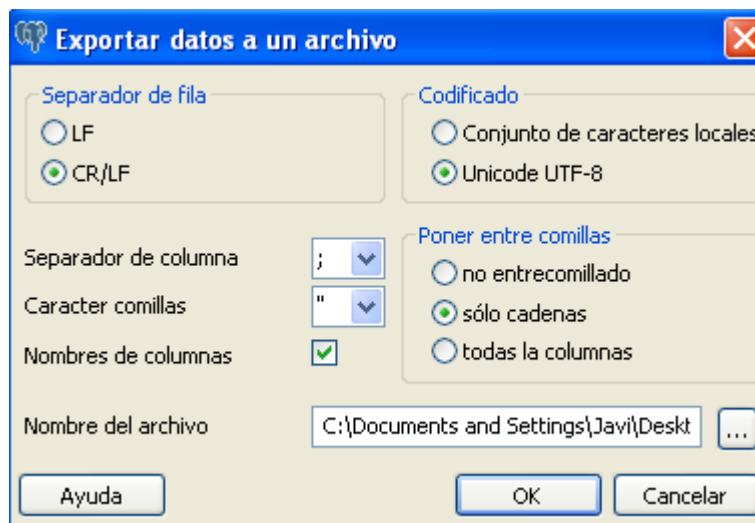 Exportar datos a un archivo
Separador de fila
LF
CR/LF
Codificado
Conjunto de caracteres locales
Unicode UTF-8
Separador de columna ;
Caracter comillas "
Nombres de columnas
Poner entre comillas
no entrecomillado
sólo cadenas
todas la columnas
Nombre del archivo C:\Documents and Settings\Javi\Deskt ...
Ayuda OK Cancelar